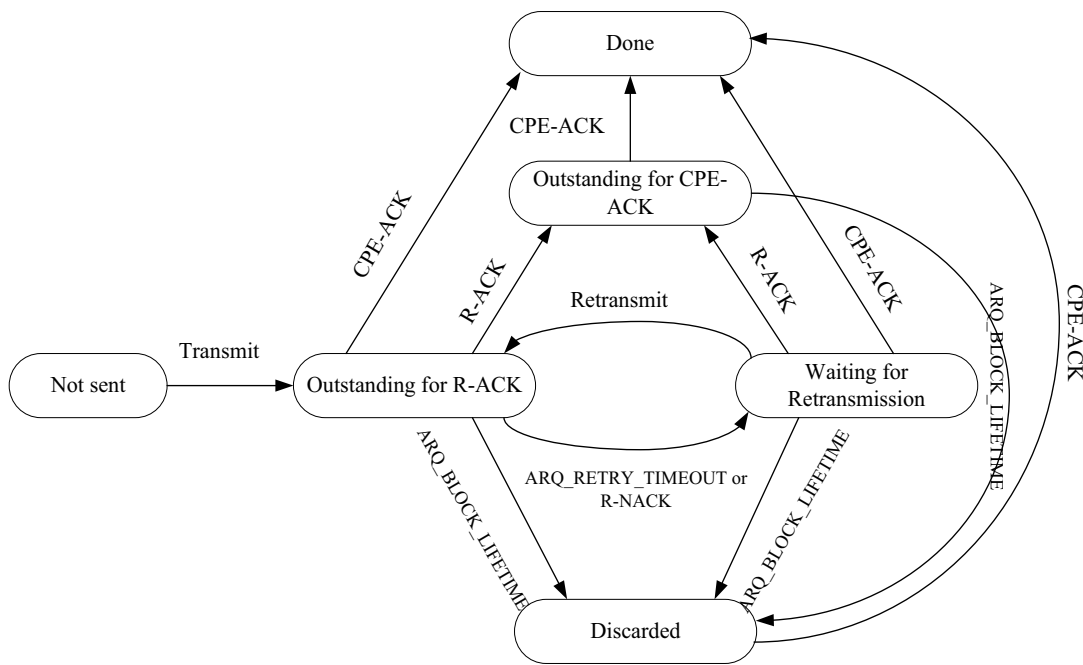 Done
CPE-ACK
Outstanding for CPE-
ACK
CPE-ACK
R-ACK
R-ACK
CPE-ACK
Retransmit
ARQ_BLOCK_LIFETIME
CPE-ACK
Transmit
Not sent
Outstanding for R-ACK
Waiting for
Retransmission
ARQ_BLOCK_LIFETIME
ARQ_RETRY_TIMEOUT or
R-NACK
ARQ_BLOCK_LIFETIME
Discarded